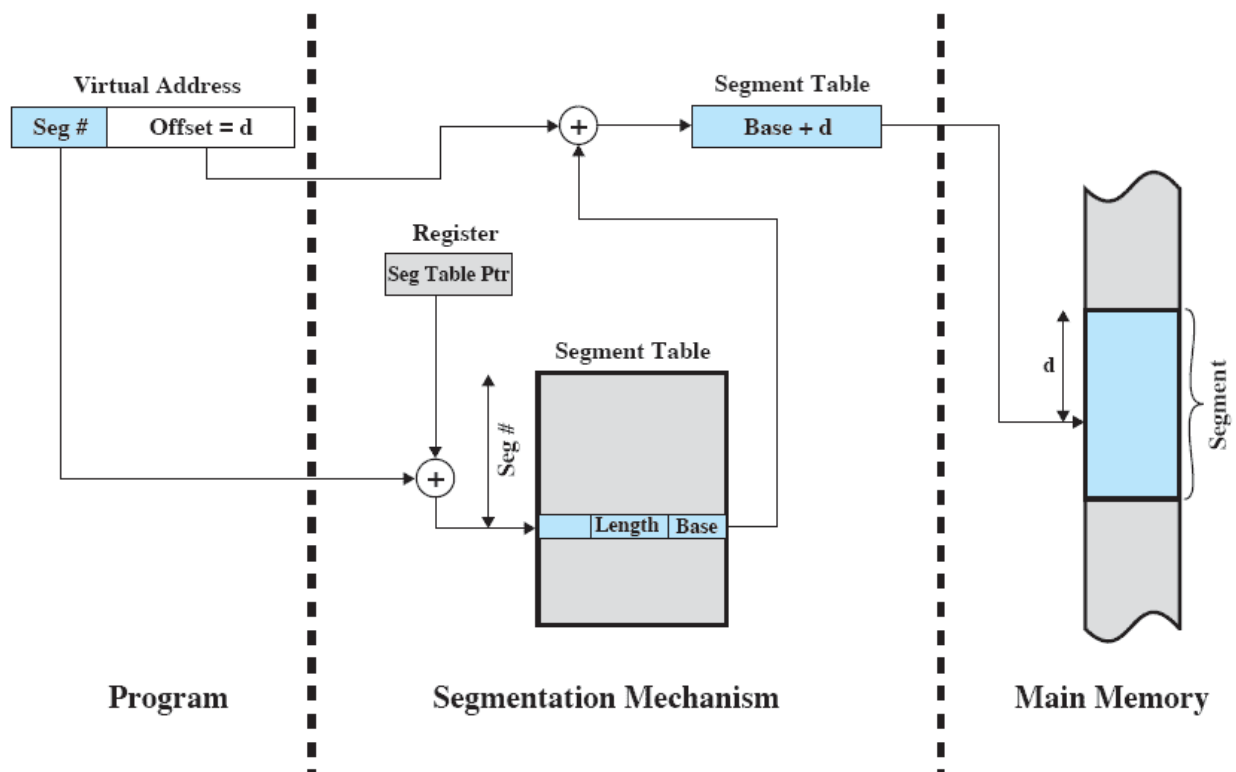 Virtual Address
Seg # Offset = d
Segment Table
Base + d
Register
Seg Table Ptr
Segment Table
Seg #
Length Base
d
Segment
Program
Segmentation Mechanism
Main Memory
+
+